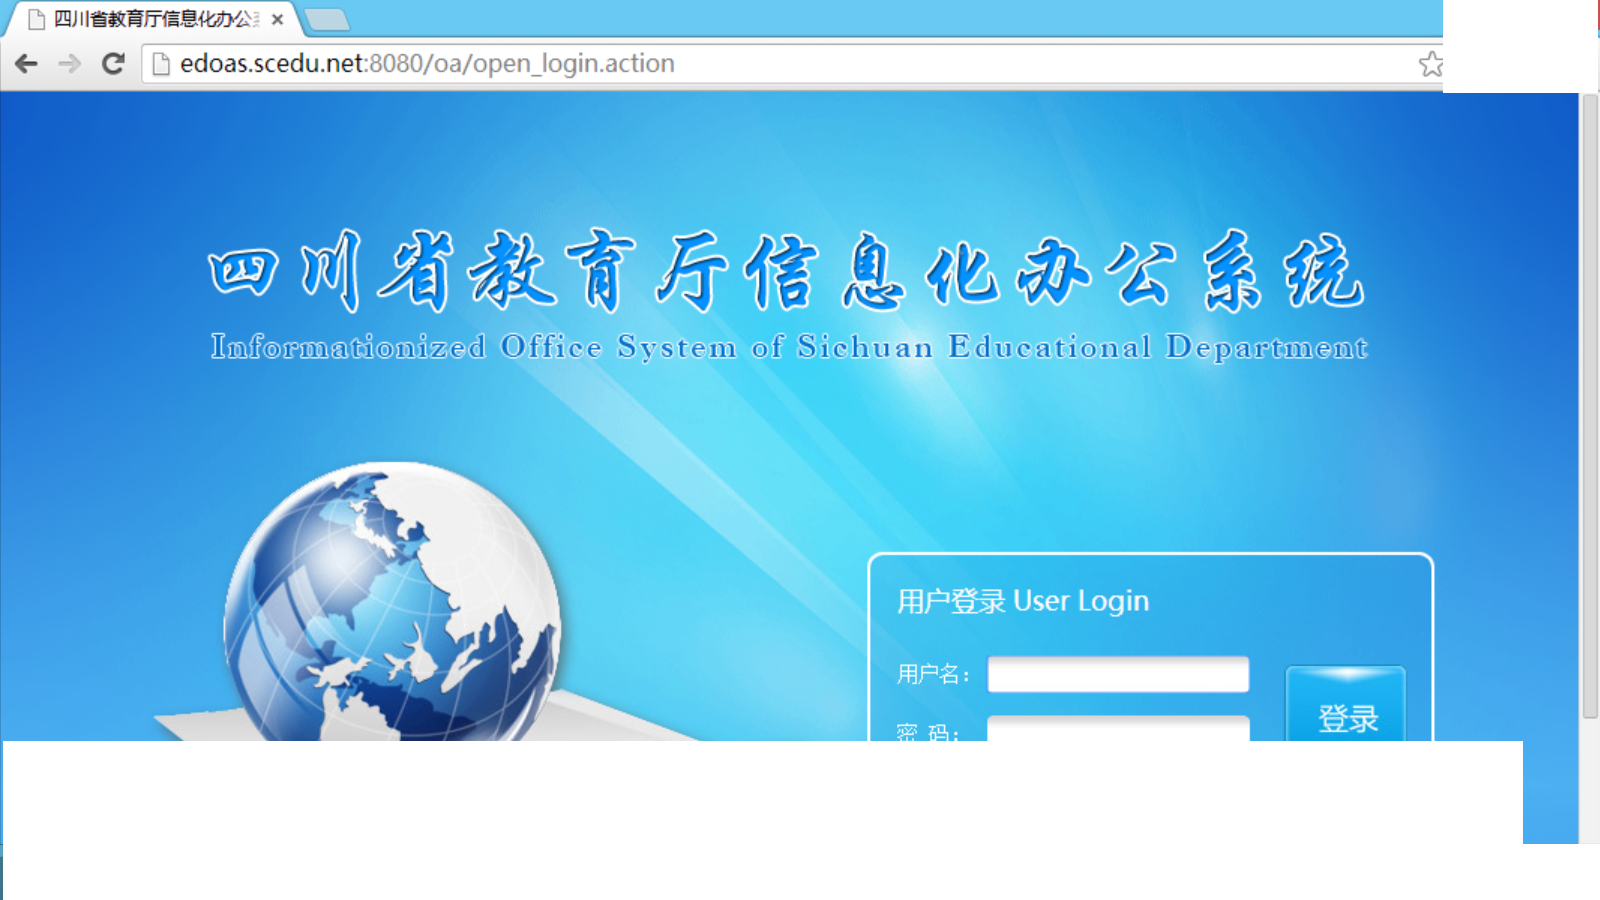 四川省教育厅信息化办公
edoas.scedu.net:8080/oa/open_login.action
四川省教育厅信息化办公系统
Informationized Office System of Sichuan Educational Department
用户登录 User Login
用户名：
密 码：
登录